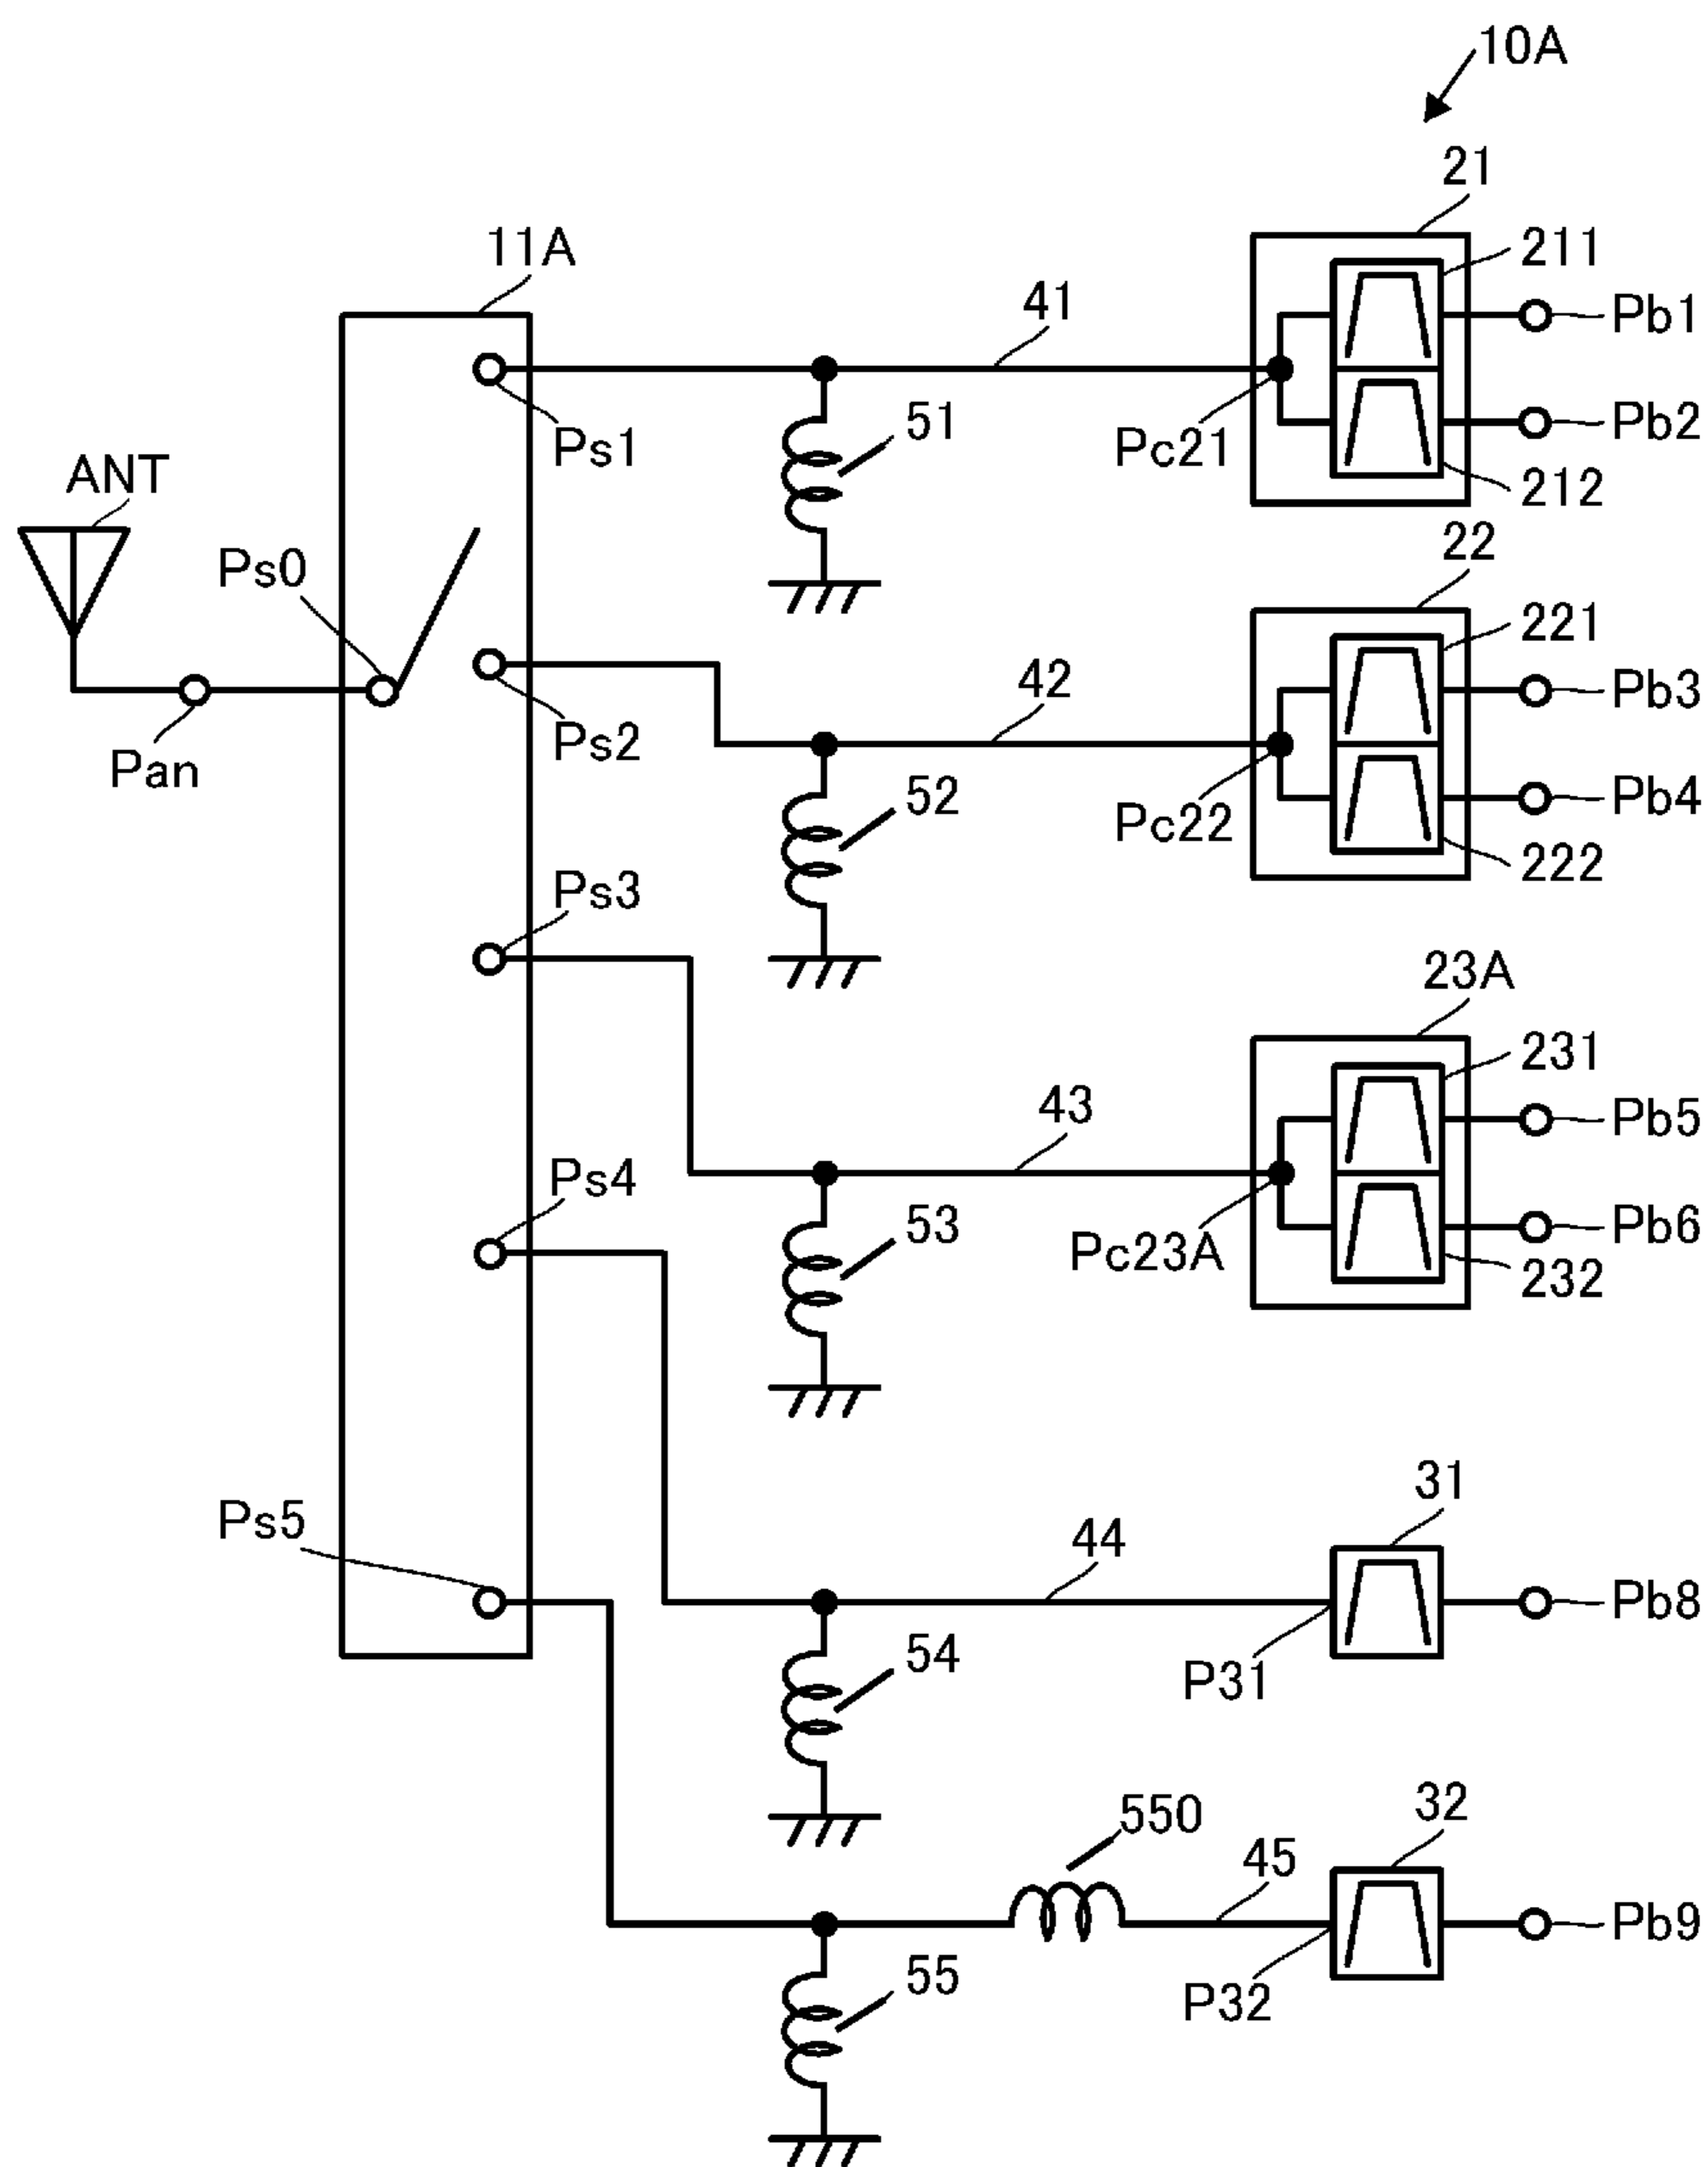 10A
21
11A
211
41
Pb1
Ps1
51
Pc21
Pb2
ANT
212
22
Ps0
221
42
Pb3
Ps2
Pan
52
Pc22
Pb4
222
Ps3
23A
231
43
Pb5
Ps4
53
Pc23A
Pb6
232
31
Ps5
44
Pb8
54
P31
550
32
45
Pb9
55
P32